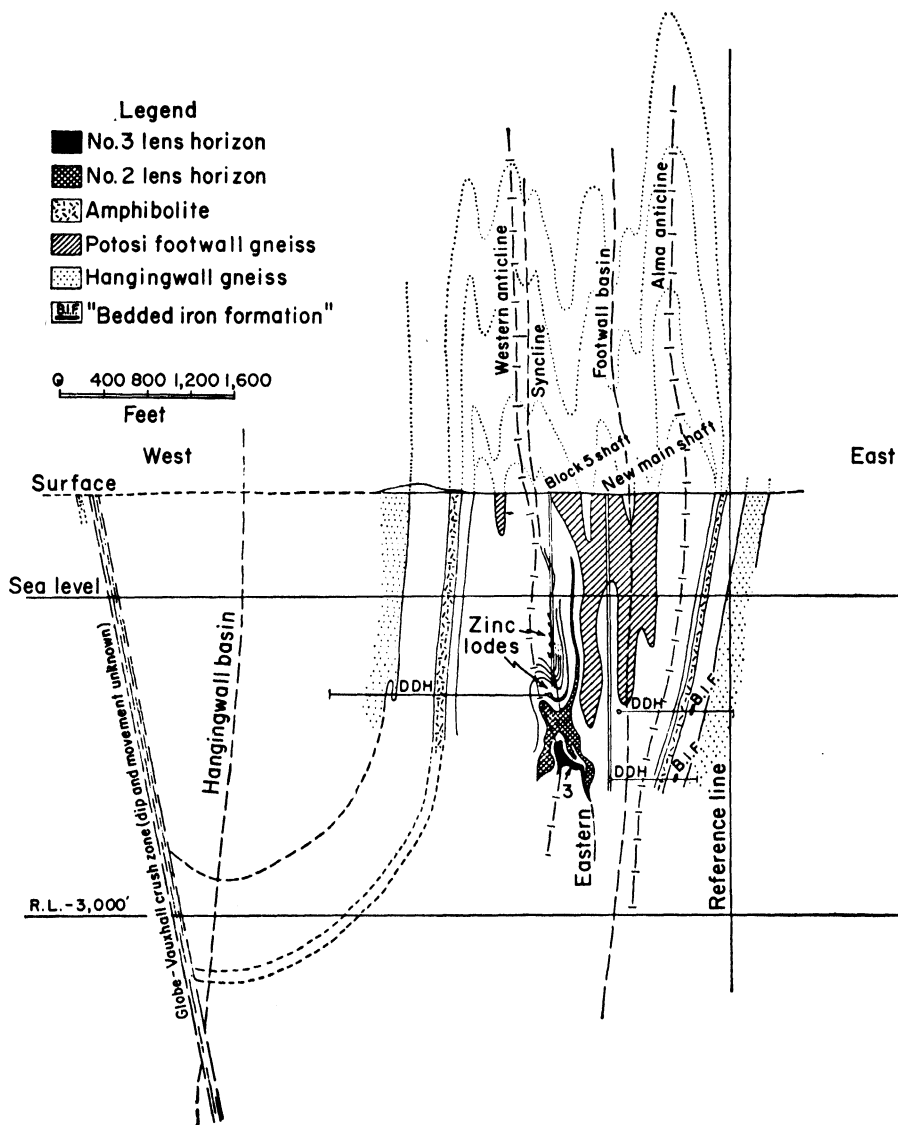 Legend
No. 3 lens horizon
No. 2 lens horizon
Amphibolite
Potosi footwall gneiss
Hangingwall gneiss
B.I.F. "Bedded iron formation"
0 400 800 1,200 1,600
Feet
West
East
Surface
Sea level
R.L.-3,000'
Globe-Vauxhall crush zone (dip and movement unknown)
Hangingwall basin
Western anticline
Syncline
Footwall basin
Alma anticline
Block 5 shaft
New main shaft
Zinc
lodes
DDH
DDH
DDH
B.I.F.
B.I.F.
3
Eastern
Reference line